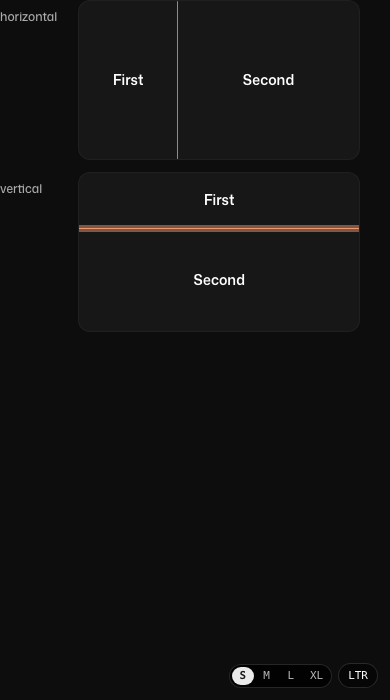 horizontal
First
Second
vertical
First
Second
S M L XL LTR